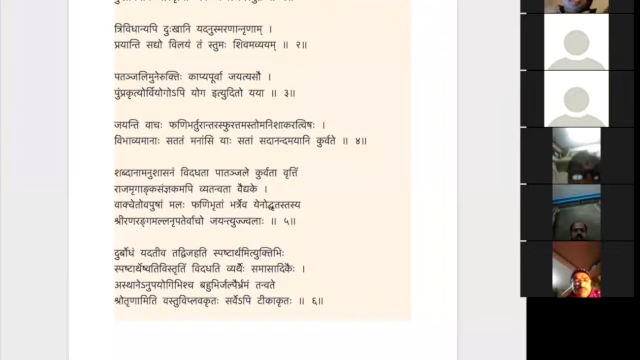 त्रिविधान्यपि दुःखानि यदनुस्मरणान्नृणाम् ।
प्रयान्ति सद्यो विलयं तं स्तुमः शिवमव्ययम् ॥ २॥
पतञ्जलिमुनेरुक्तिः काप्यपूर्वा जयत्यसौ ।
पुंप्रकृत्योर्वियोगोऽपि योग इत्युदितो यया ॥ ३॥
जयन्ति वाचः फणिभर्तुरान्तरस्फुरत्तमस्तोमनिशाकरत्विषः ।
विभाव्यमानाः सततं मनांसि याः सतां सदानन्दमयानि कुर्वते ॥ ४॥
शब्दानामनुशासनं विदधता पातञ्जले कुर्वता वृत्तिं
राजमृगाङ्कसंज्ञकमपि व्यतन्वता वैद्यके ।
वाक्चेतोवपुषां मलः फणिभृतां भर्त्रेव येनोद्धृतस्तस्य
श्रीरणरङ्गमल्लनृपतेर्वाचो जयन्त्युज्ज्वलाः ॥ ५॥
दुर्बोधं यदतीव तद्विजहति स्पष्टार्थमित्युक्तिभिः
स्पष्टार्थेष्वतिविस्तृतिं विदधति व्यर्थैः समासादिकैः ।
अस्थानेऽनुपयोगिभिश्च बहुभिर्जल्पैर्भ्रमं तन्वते
श्रोतृणामिति वस्तुविप्लवकृतः सर्वेऽपि टीकाकृतः ॥ ६॥